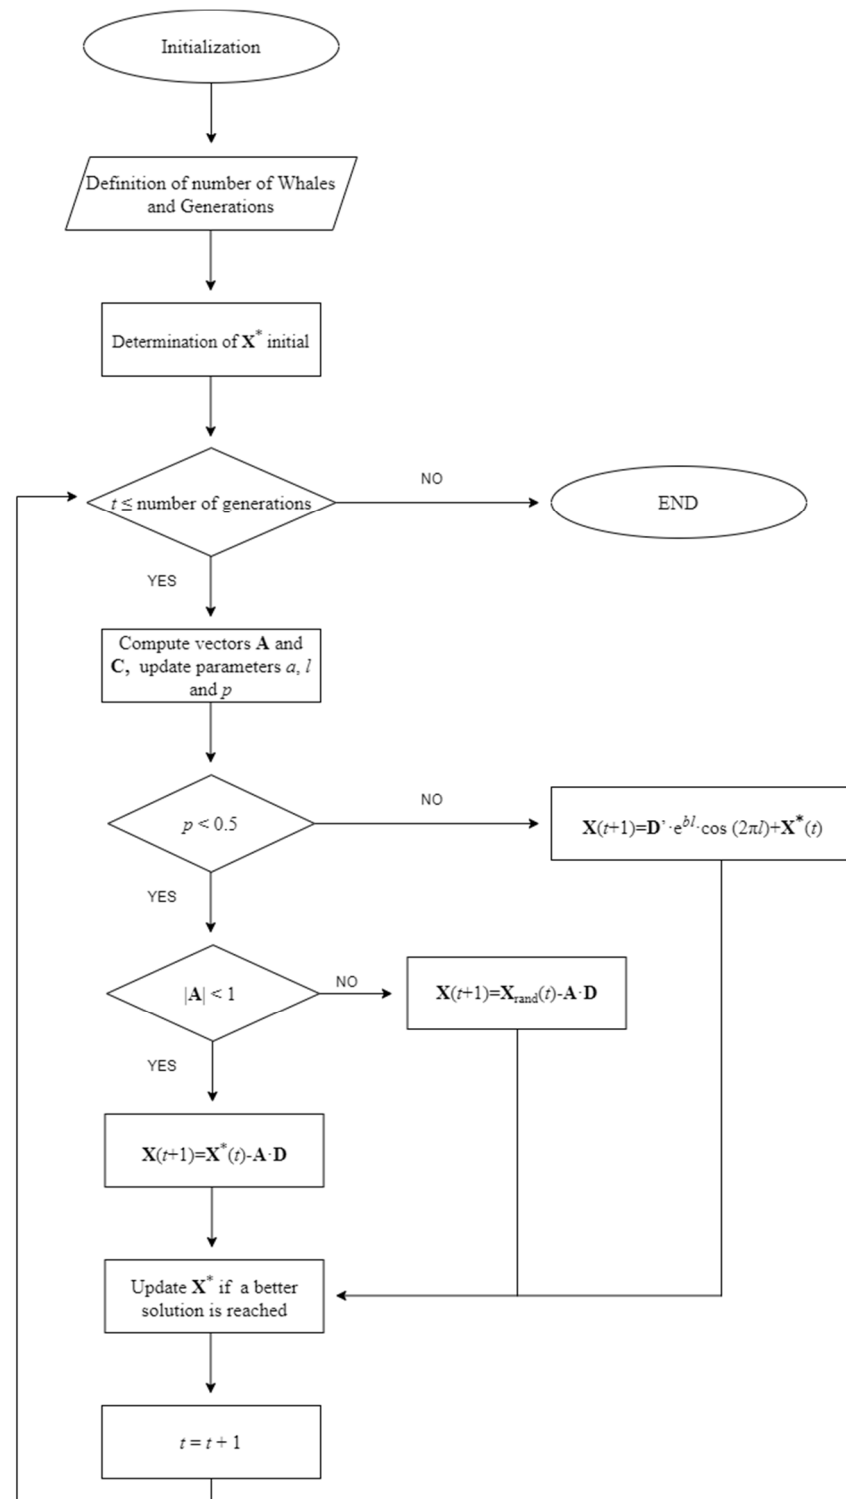 Initialization
Definition of number of Whales
and Generations
Determination of X* initial
t ≤ number of generations
NO
END
YES
Compute vectors A and
C, update parameters a, l
and p
p < 0.5
NO
X(t+1)=D'·e^{bl}·cos (2πl)+X*(t)
YES
|A| < 1
NO
X(t+1)=X_{rand}(t)-A·D
YES
X(t+1)=X*(t)-A·D
Update X* if a better
solution is reached
t = t + 1